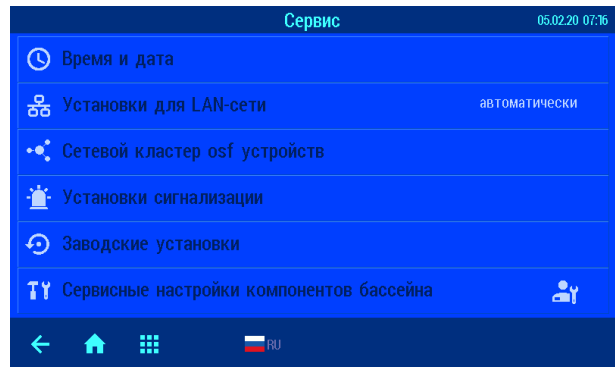 Сервис 05.02.20 07:16
Время и дата
Установки для LAN-сети автоматически
Сетевой кластер osf устройств
Установки сигнализации
Заводские установки
Сервисные настройки компонентов бассейна
RU